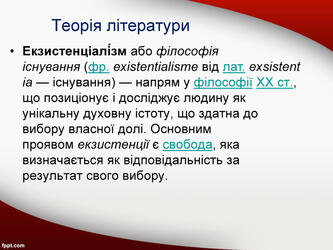 Теорія літератури
• Екзистенціалі́зм або філософія
існування (фр. existentialisme від лат. exsistent
ia — існування) — напрям у філософії XX ст.,
що позиціонує і досліджує людину як
унікальну духовну істоту, що здатна до
вибору власної долі. Основним
проявом екзистенції є свобода, яка
визначається як відповідальність за
результат свого вибору.
fppt.com